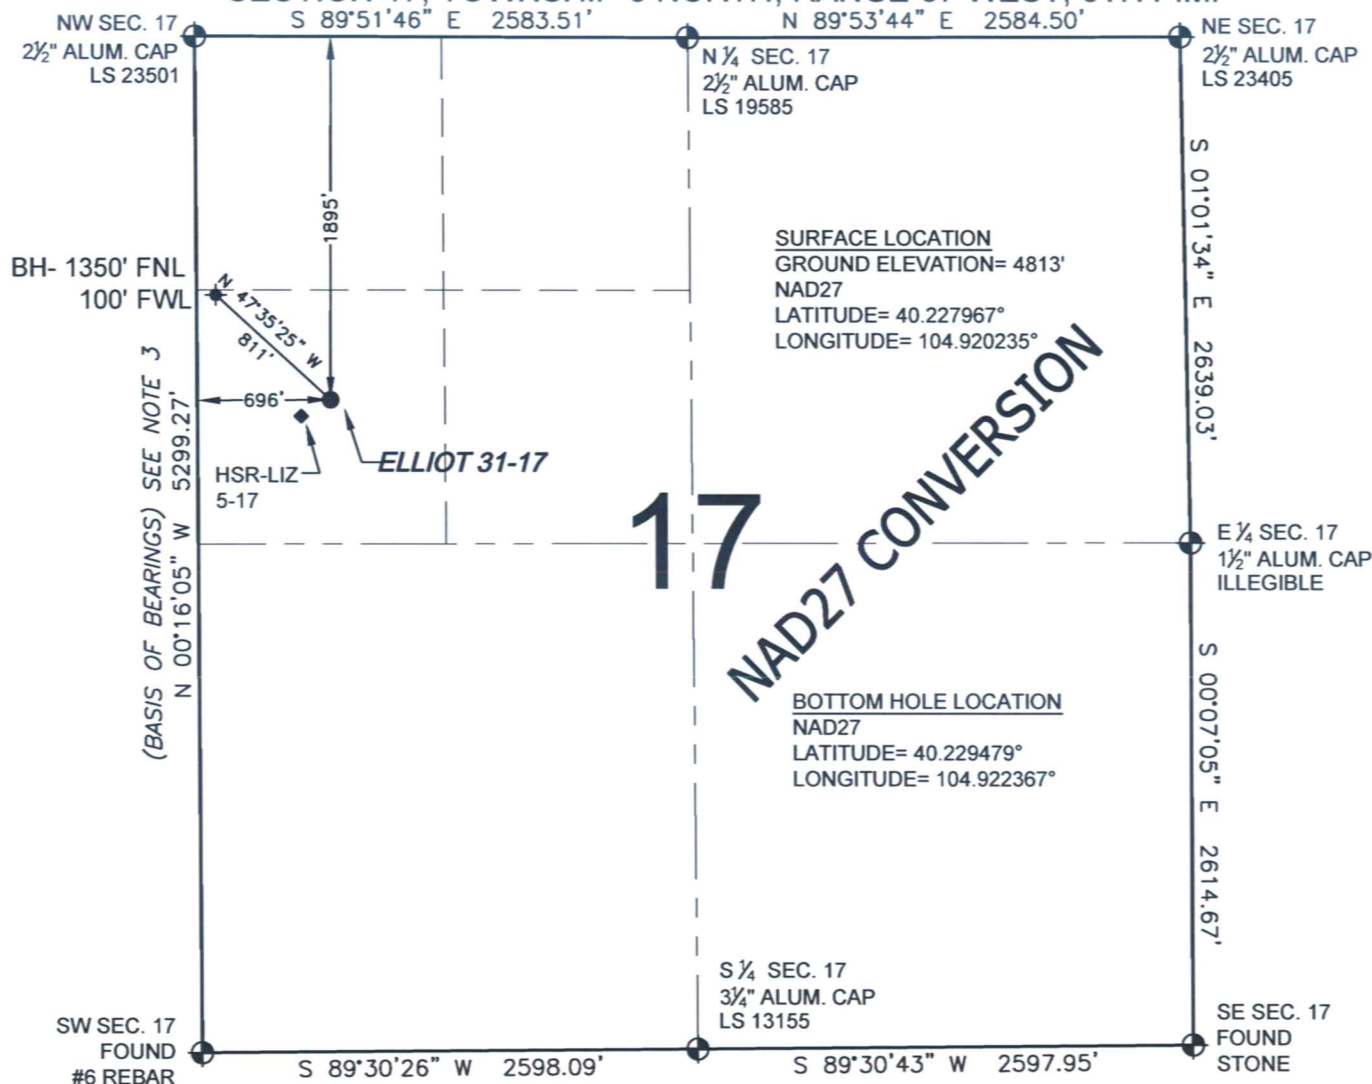 S 89°51'46" E 2583.51'
N 89°53'44" E 2584.50'
NW SEC. 17
2½" ALUM. CAP
LS 23501
N ¼ SEC. 17
2½" ALUM. CAP
LS 19585
NE SEC. 17
2½" ALUM. CAP
LS 23405
1895'
S 01°01'34" E 2639.03'
SURFACE LOCATION
GROUND ELEVATION= 4813'
NAD27
LATITUDE= 40.227967°
LONGITUDE= 104.920235°
BH- 1350' FNL
100' FWL
N 47°35'25" W
811'
696'
HSR-LIZ
5-17
ELLIOT 31-17
(BASIS OF BEARINGS) SEE NOTE 3
N 00°16'05" W 5299.27'
17
NAD27 CONVERSION
E ¼ SEC. 17
1½" ALUM. CAP
ILLEGIBLE
BOTTOM HOLE LOCATION
NAD27
LATITUDE= 40.229479°
LONGITUDE= 104.922367°
S 00°07'05" E 2614.67'
S ¼ SEC. 17
3¼" ALUM. CAP
LS 13155
SW SEC. 17
FOUND
#6 REBAR
S 89°30'26" W 2598.09'
S 89°30'43" W 2597.95'
SE SEC. 17
FOUND
STONE